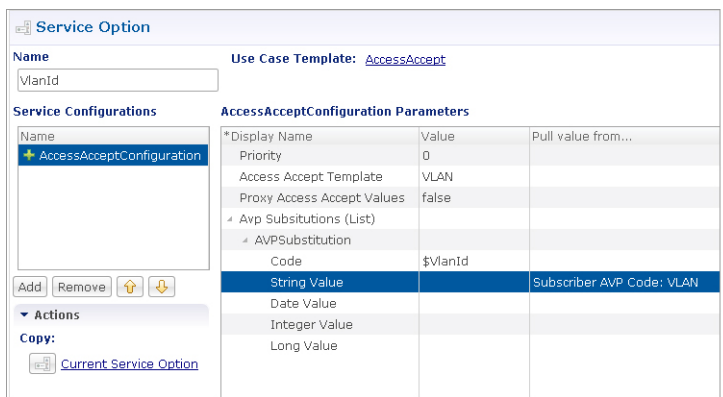 Service Option
Name
Use Case Template: AccessAccept
VlanId
Service Configurations
AccessAcceptConfiguration Parameters
Name
*Display Name Value Pull value from...
AccessAcceptConfiguration
Priority 0
Access Accept Template VLAN
Proxy Access Accept Values false
Avp Subsitutions (List)
AVPSubstitution
Code $VlanId
String Value Subscriber AVP Code: VLAN
Date Value
Integer Value
Long Value
Add Remove
Actions
Copy:
Current Service Option